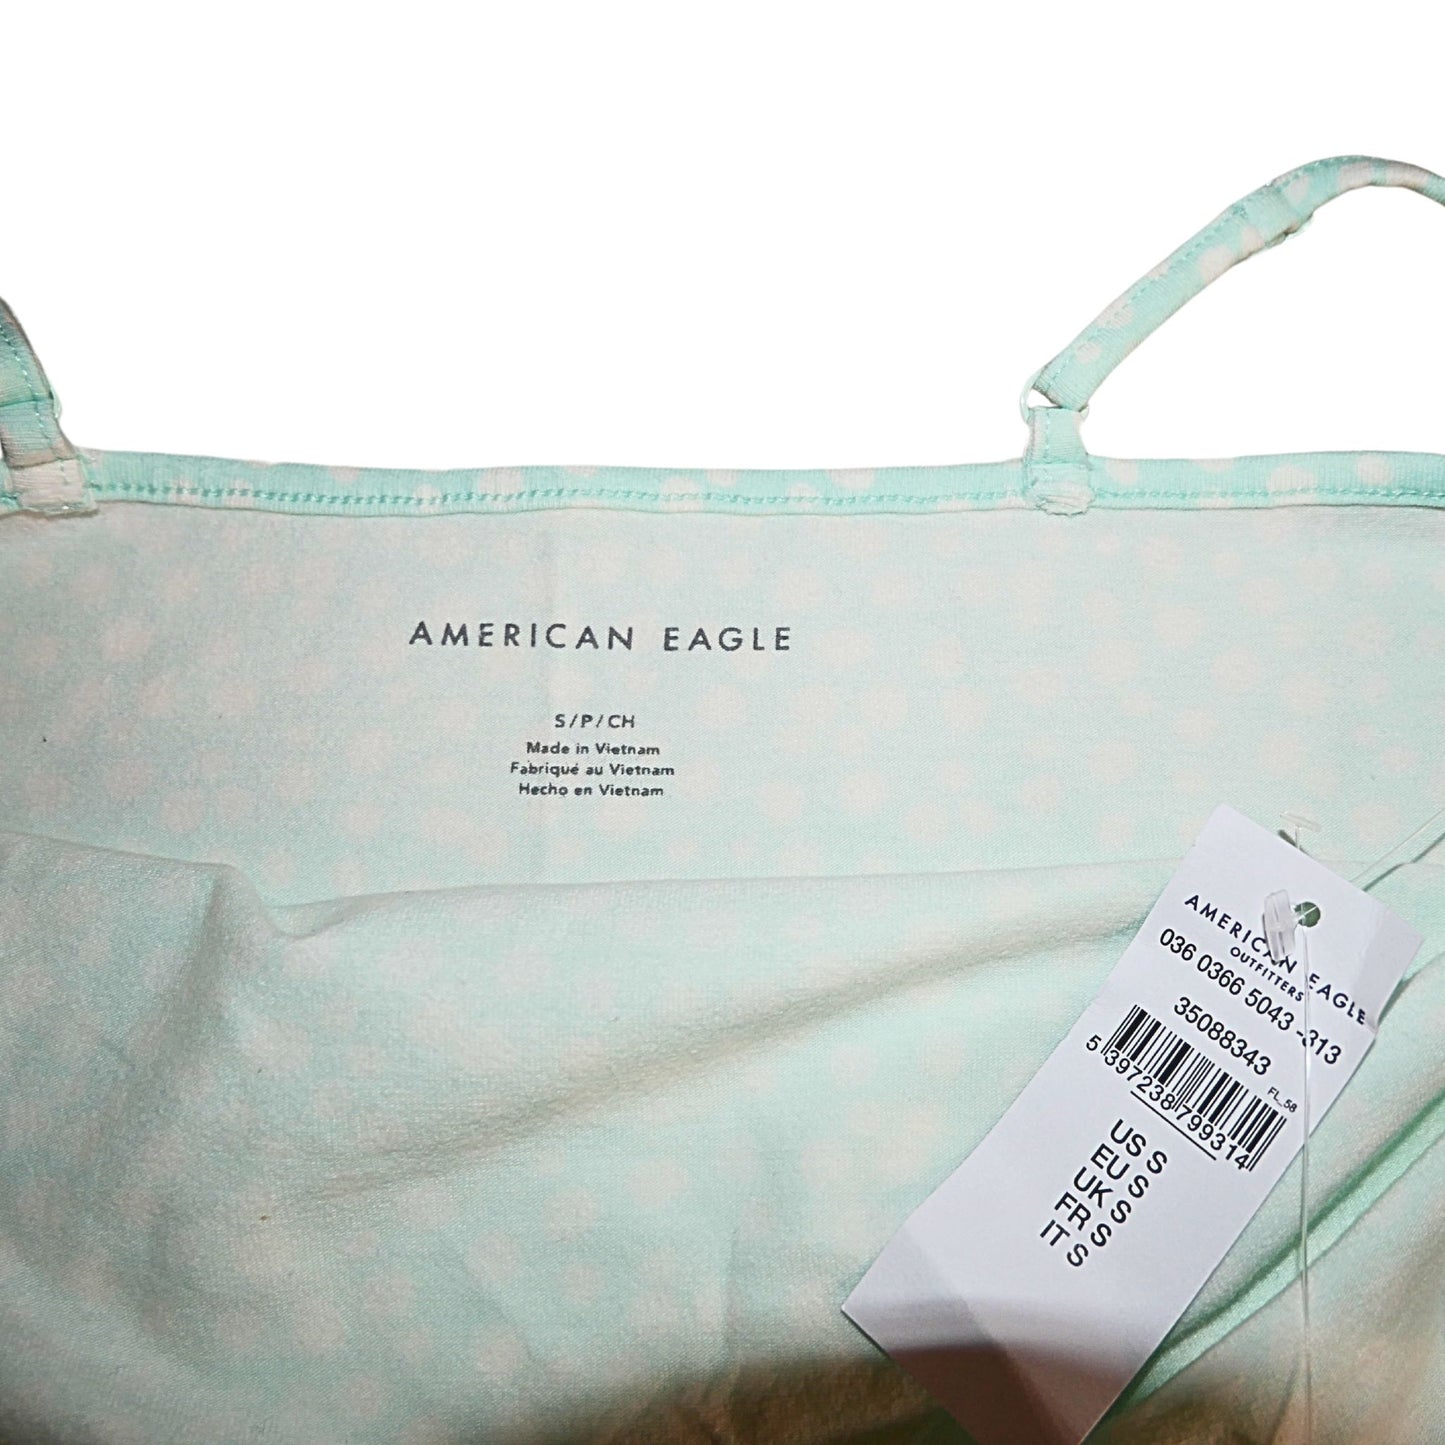 AMERICAN EAGLE
S/P/CH
Made in Vietnam
Fabriqué au Vietnam
Hecho en Vietnam
AMERICAN EAGLE
OUTFITTERS
036 0366 5043 -313
35088343
FL_58
5 397238 799314
US S
EU S
UK S
FR S
IT S